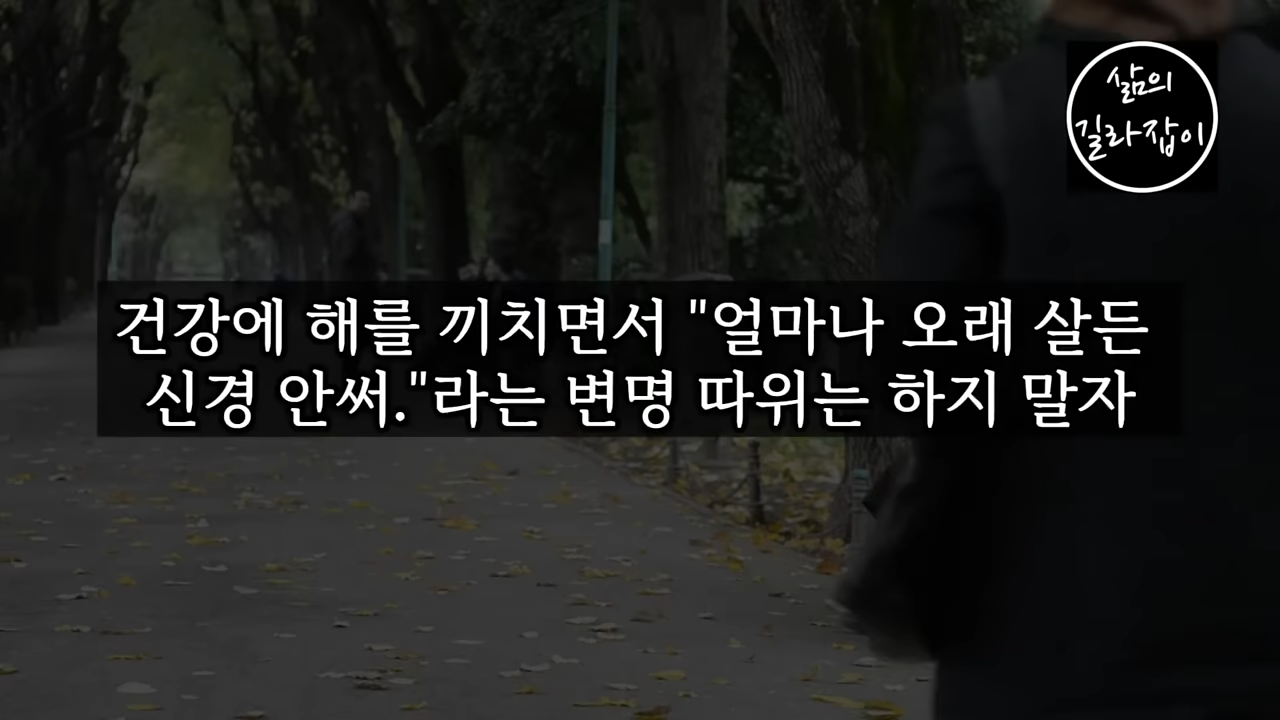 삶의
길라잡이
건강에 해를 끼치면서 "얼마나 오래 살든
신경 안써."라는 변명 따위는 하지 말자